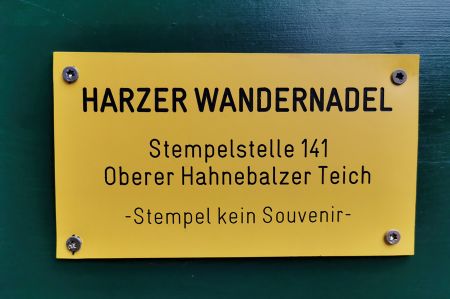 HARZER WANDERNADEL
Stempelstelle 141
Oberer Hahnebalzer Teich
-Stempel kein Souvenir-